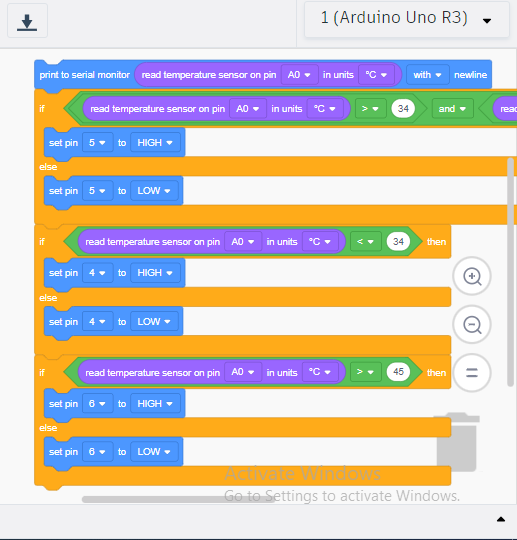 1 (Arduino Uno R3)
print to serial monitor read temperature sensor on pin A0 in units °C with newline
if read temperature sensor on pin A0 in units °C > 34 and
set pin 5 to HIGH
else
set pin 5 to LOW
if read temperature sensor on pin A0 in units °C < 34 then
set pin 4 to HIGH
else
set pin 4 to LOW
if read temperature sensor on pin A0 in units °C > 45 then
set pin 6 to HIGH
else
set pin 6 to LOW
Activate Windows
Go to Settings to activate Windows.